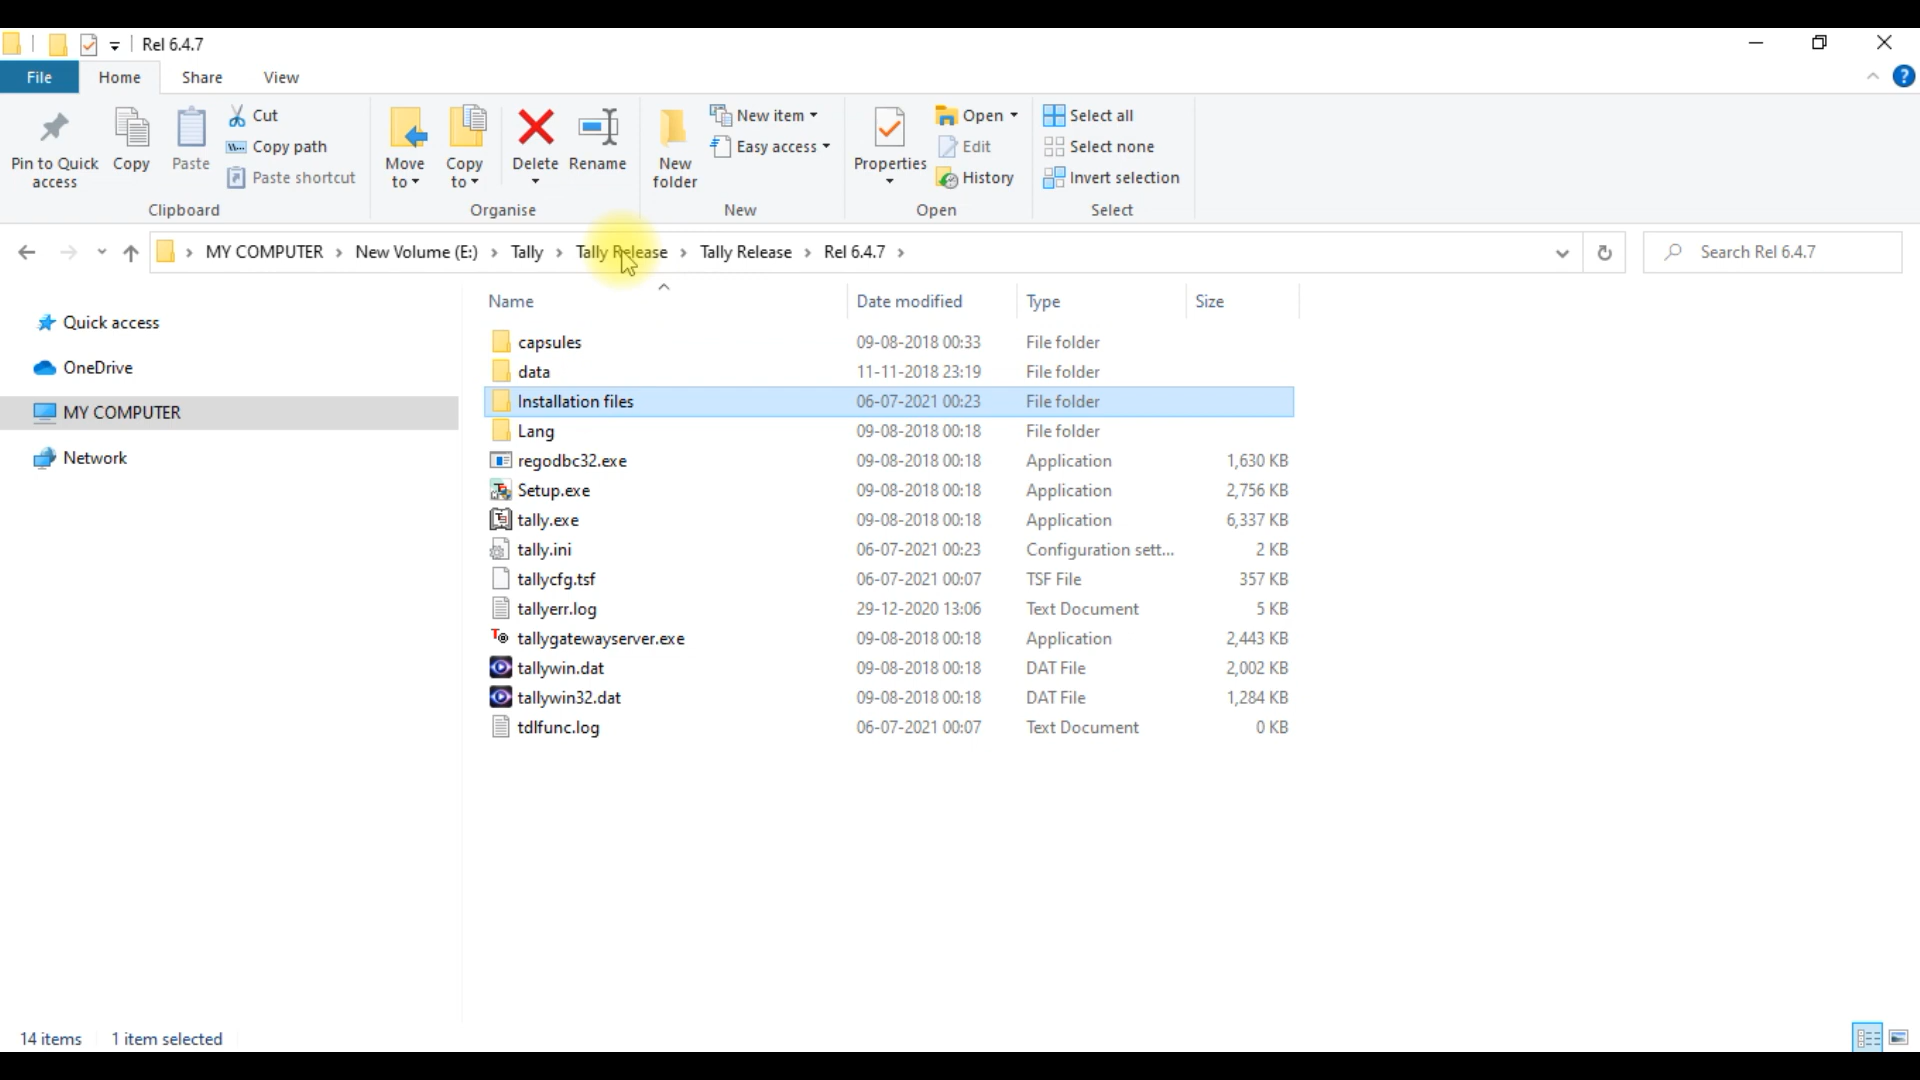 Rel 6.4.7
File Home Share View
Pin to Quick access
Copy
Paste
Cut
Copy path
Paste shortcut
Clipboard
Move to
Copy to
Delete
Rename
Organise
New folder
New item
Easy access
New
Properties
Open
Edit
History
Open
Select all
Select none
Invert selection
Select
MY COMPUTER › New Volume (E:) › Tally › Tally Release › Tally Release › Rel 6.4.7 ›
Search Rel 6.4.7
Quick access
OneDrive
MY COMPUTER
Network
Name Date modified Type Size
capsules 09-08-2018 00:33 File folder
data 11-11-2018 23:19 File folder
Installation files 06-07-2021 00:23 File folder
Lang 09-08-2018 00:18 File folder
regodbc32.exe 09-08-2018 00:18 Application 1,630 KB
Setup.exe 09-08-2018 00:18 Application 2,756 KB
tally.exe 09-08-2018 00:18 Application 6,337 KB
tally.ini 06-07-2021 00:23 Configuration sett... 2 KB
tallycfg.tsf 06-07-2021 00:07 TSF File 357 KB
tallyerr.log 29-12-2020 13:06 Text Document 5 KB
tallygatewayserver.exe 09-08-2018 00:18 Application 2,443 KB
tallywin.dat 09-08-2018 00:18 DAT File 2,002 KB
tallywin32.dat 09-08-2018 00:18 DAT File 1,284 KB
tdlfunc.log 06-07-2021 00:07 Text Document 0 KB
14 items 1 item selected